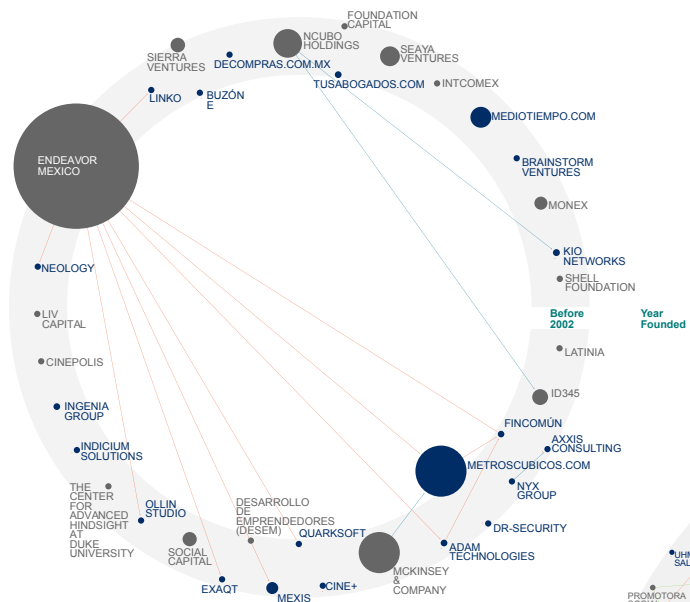 FOUNDATION
CAPITAL
NCUBO
HOLDINGS
SEAYA
VENTURES
SIERRA
VENTURES
DECOMPRAS.COM.MX
TUSABOGADOS.COM
INTCOMEX
LINKO
BUZÓN
E
MEDIOTIEMPO.COM
ENDEAVOR
MEXICO
BRAINSTORM
VENTURES
MONEX
KIO
NETWORKS
NEOLOGY
SHELL
FOUNDATION
LIV
CAPITAL
Before
2002
Year
Founded
LATINIA
CINEPOLIS
ID345
INGENIA
GROUP
FINCOMÚN
AXXIS
CONSULTING
INDICIUM
SOLUTIONS
METROSCUBICOS.COM
NYX
GROUP
THE
CENTER
FOR
ADVANCED
HINDSIGHT
AT
DUKE
UNIVERSITY
OLLIN
STUDIO
DESARROLLO
DE
EMPRENDEDORES
(DESEM)
QUARKSOFT
DR-SECURITY
SOCIAL
CAPITAL
ADAM
TECHNOLOGIES
MCKINSEY
&
COMPANY
EXAQT
MEXIS
CINE+
PROMOTORA